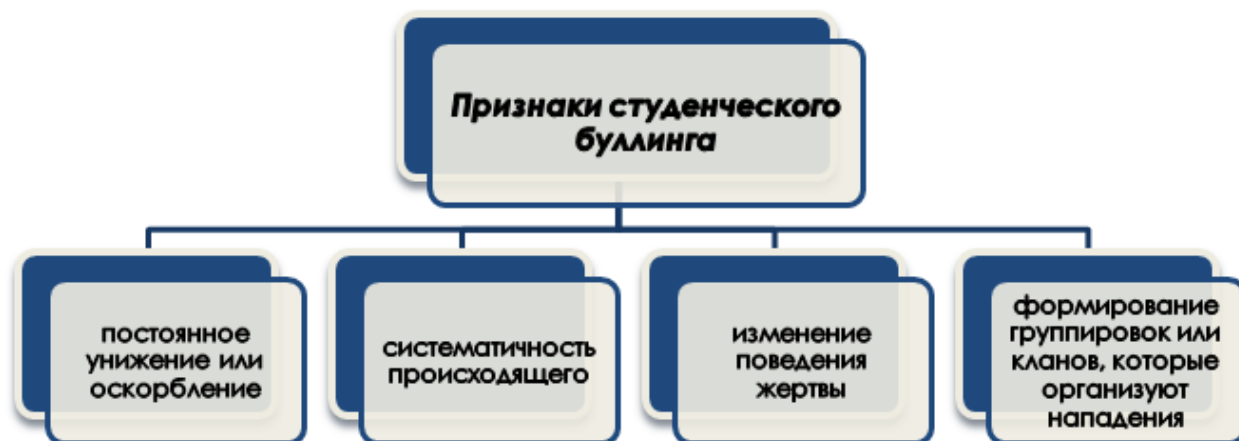 Признаки студенческого
буллинга
постоянное
унижение или
оскорбление
систематичность
происходящего
изменение
поведения
жертвы
формирование
группировок или
кланов, которые
организуют
нападения